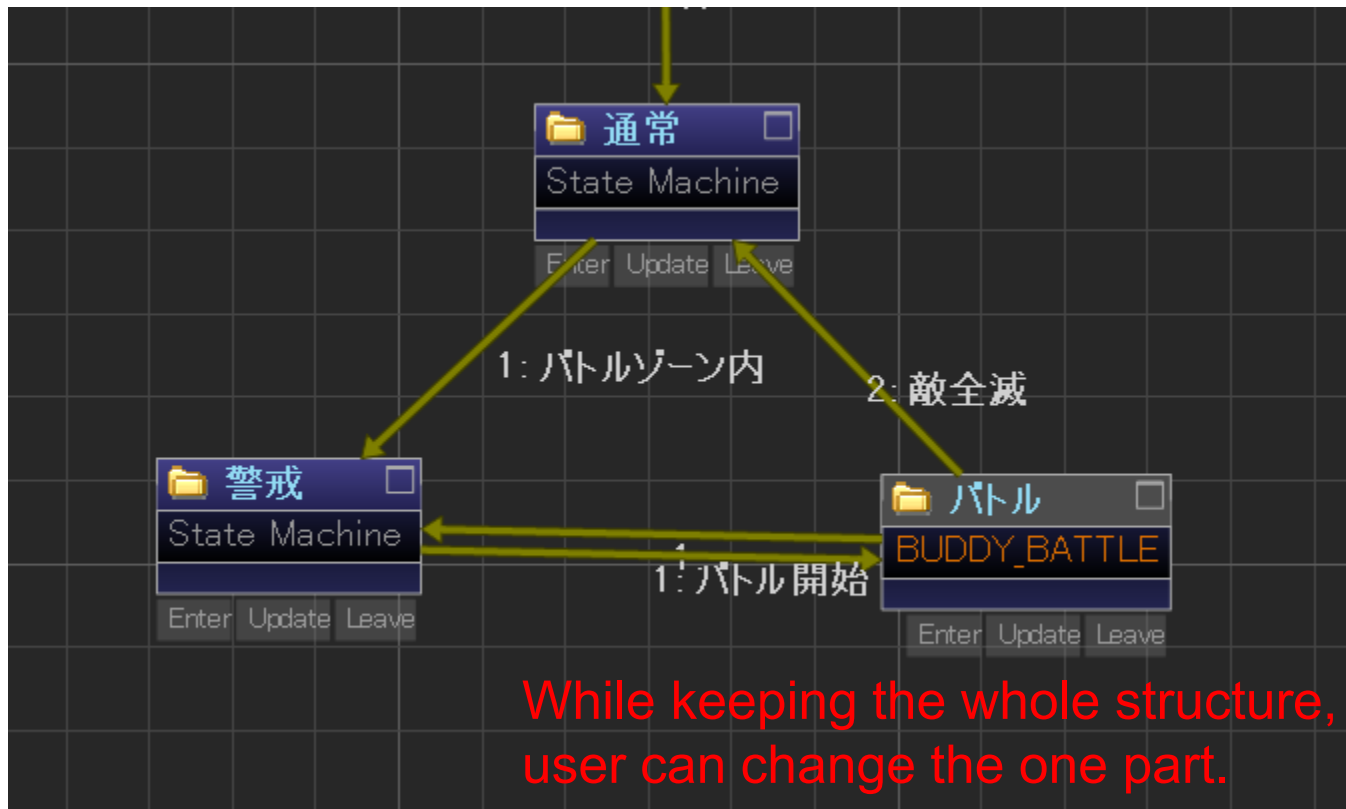 通常
State Machine
Enter Update Leave
1: バトルゾーン内
2: 敵全滅
警戒
State Machine
Enter Update Leave
1: バトル開始
バトル
BUDDY_BATTLE
Enter Update Leave
While keeping the whole structure,
user can change the one part.